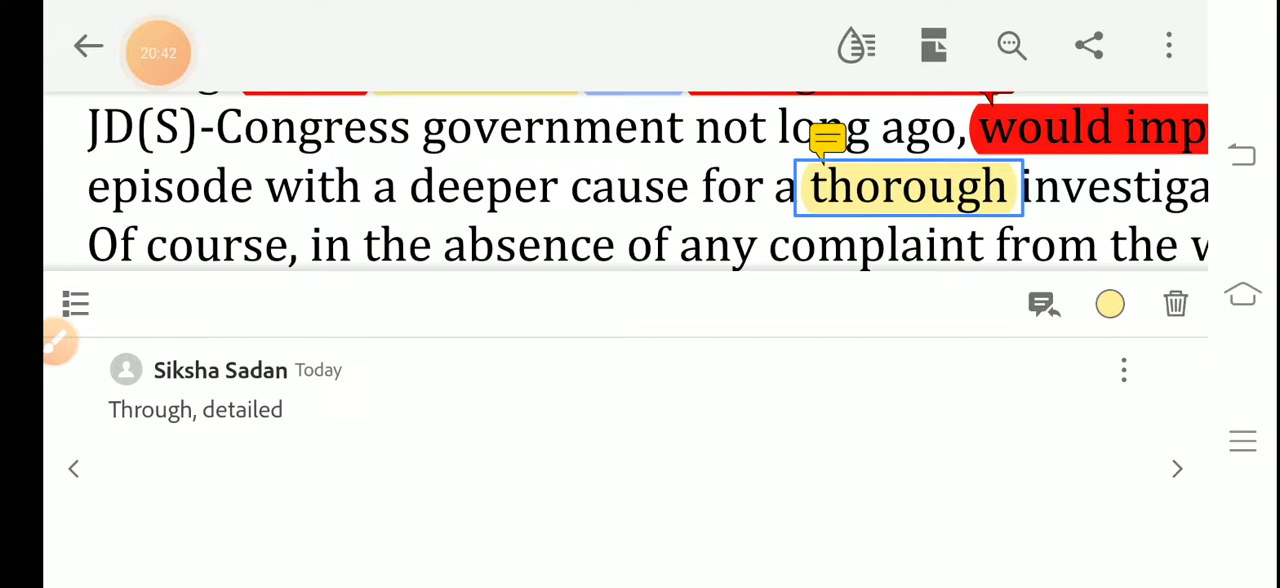 20:42
JD(S)-Congress government not long ago, would imp
episode with a deeper cause for a thorough investiga
Of course, in the absence of any complaint from the w
Siksha Sadan Today
Through, detailed